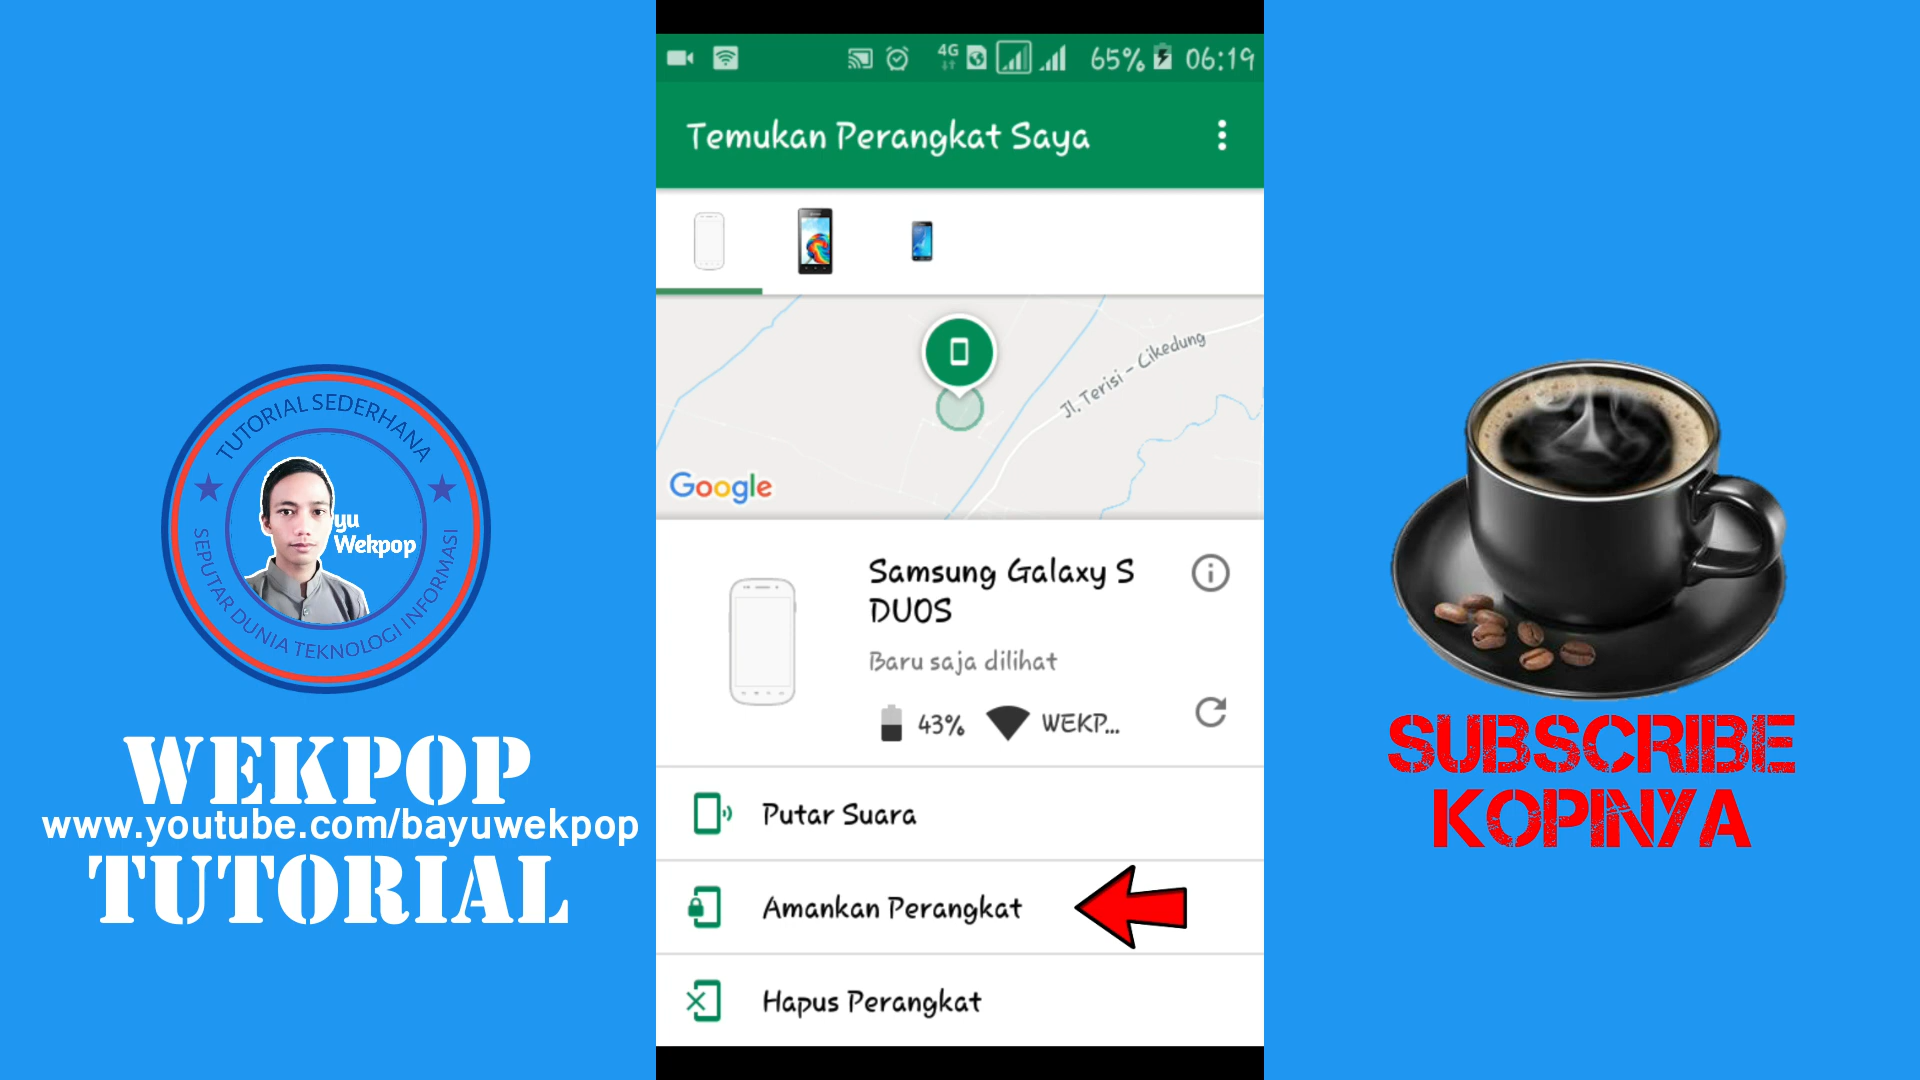 TUTORIAL SEDERHANA
yu
Wekpop
SEPUTAR DUNIA TEKNOLOGI INFORMASI
WEKPOP
www.youtube.com/bayuwekpop
TUTORIAL
4G
65%
06:19
Temukan Perangkat Saya
Jl. Terisi - Cikedung
Google
Samsung Galaxy S
DUOS
Baru saja dilihat
43%
WEKP...
Putar Suara
Amankan Perangkat
Hapus Perangkat
SUBSCRIBE
KOPINYA